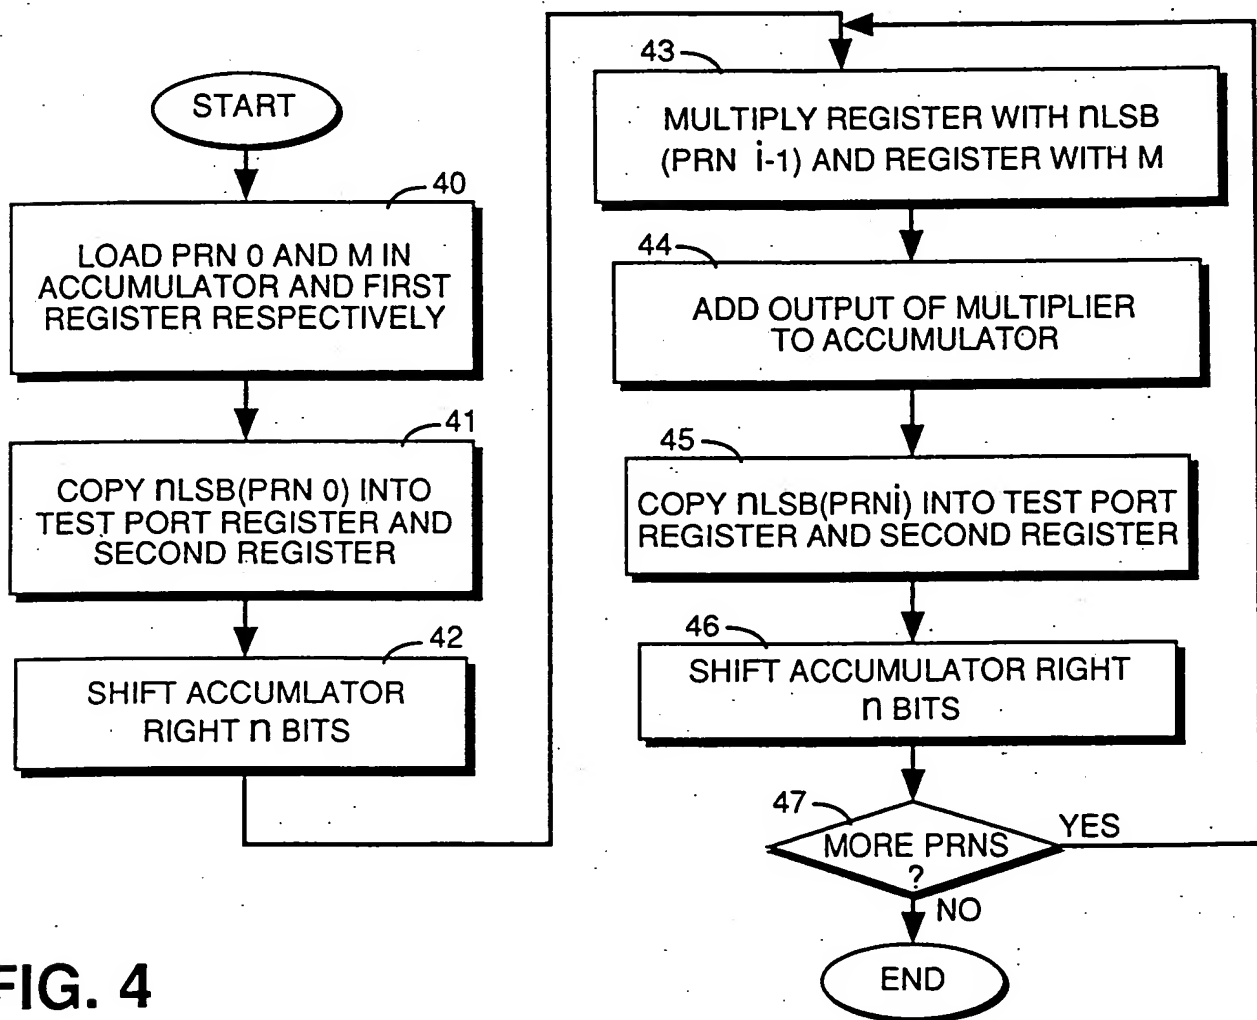 START
40
LOAD PRN 0 AND M IN
ACCUMULATOR AND FIRST
REGISTER RESPECTIVELY
41
COPY nLSB(PRN 0) INTO
TEST PORT REGISTER AND
SECOND REGISTER
42
SHIFT ACCUMLATOR
RIGHT n BITS
43
MULTIPLY REGISTER WITH nLSB
(PRN i-1) AND REGISTER WITH M
44
ADD OUTPUT OF MULTIPLIER
TO ACCUMULATOR
45
COPY nLSB(PRNi) INTO TEST PORT
REGISTER AND SECOND REGISTER
46
SHIFT ACCUMULATOR RIGHT
n BITS
47
MORE PRNS
?
YES
NO
END
FIG. 4